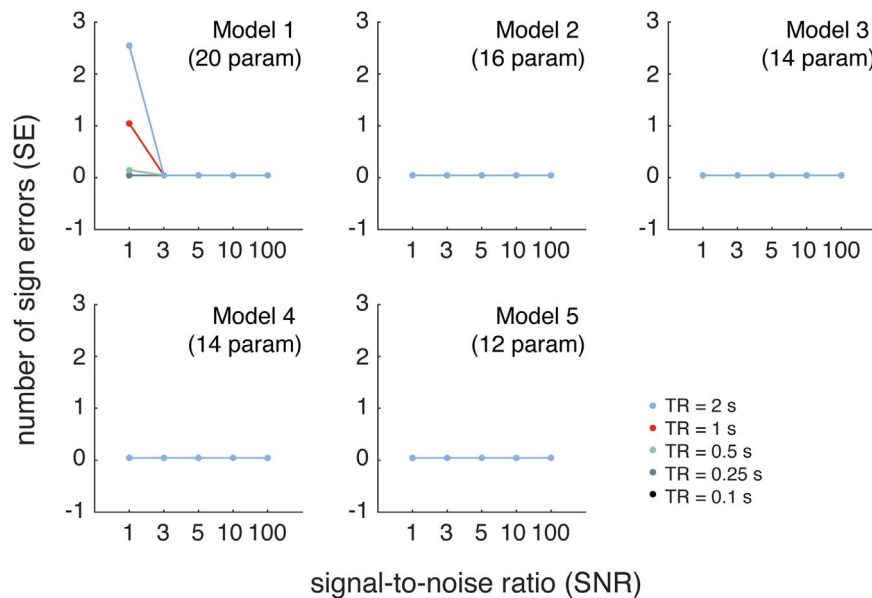 Model 1
(20 param)
3
2
1
0
-1
1 3 5 10 100
Model 2
(16 param)
3
2
1
0
-1
1 3 5 10 100
Model 3
(14 param)
3
2
1
0
-1
1 3 5 10 100
number of sign errors (SE)
Model 4
(14 param)
3
2
1
0
-1
1 3 5 10 100
Model 5
(12 param)
3
2
1
0
-1
1 3 5 10 100
TR = 2 s
TR = 1 s
TR = 0.5 s
TR = 0.25 s
TR = 0.1 s
signal-to-noise ratio (SNR)